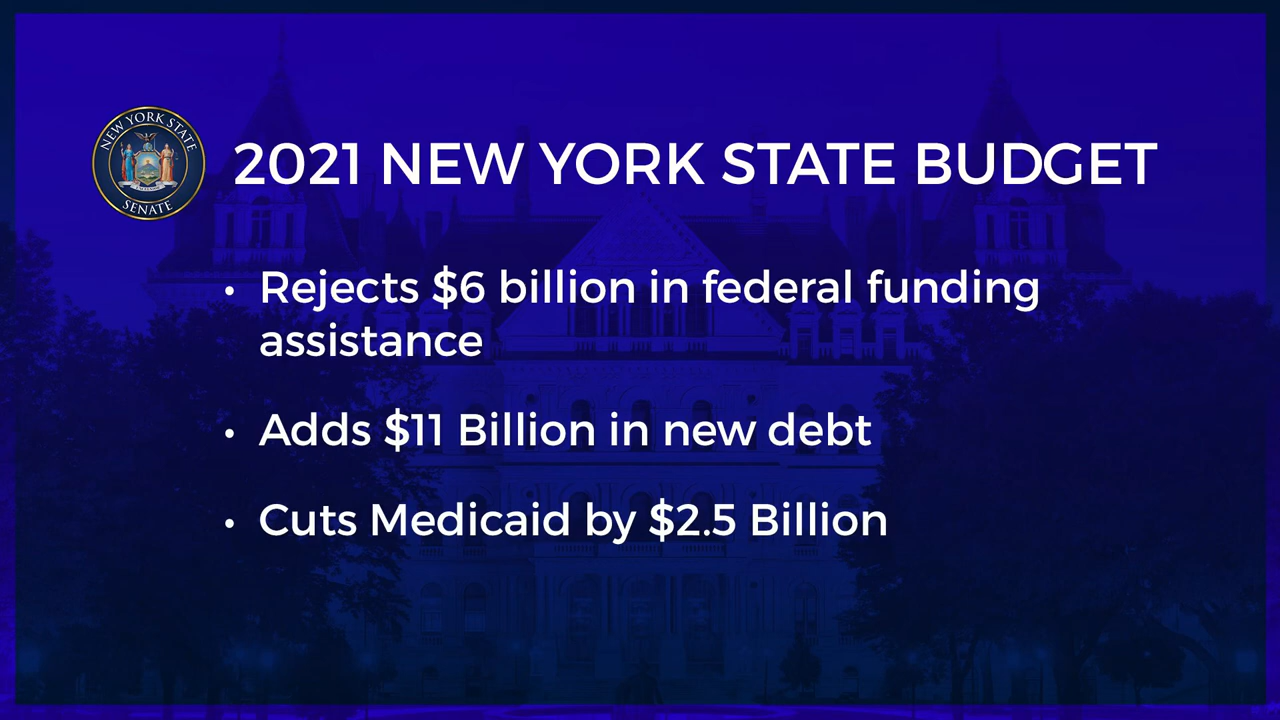 NEW YORK STATE
SENATE
2021 NEW YORK STATE BUDGET
• Rejects $6 billion in federal funding
assistance
• Adds $11 Billion in new debt
• Cuts Medicaid by $2.5 Billion